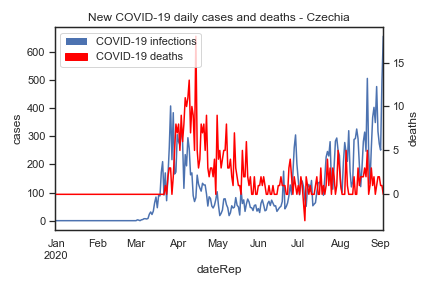 New COVID-19 daily cases and deaths - Czechia
COVID-19 infections
COVID-19 deaths
600
500
400
300
200
100
0
cases
15
10
5
0
deaths
Jan Feb Mar Apr May Jun Jul Aug Sep
2020
dateRep